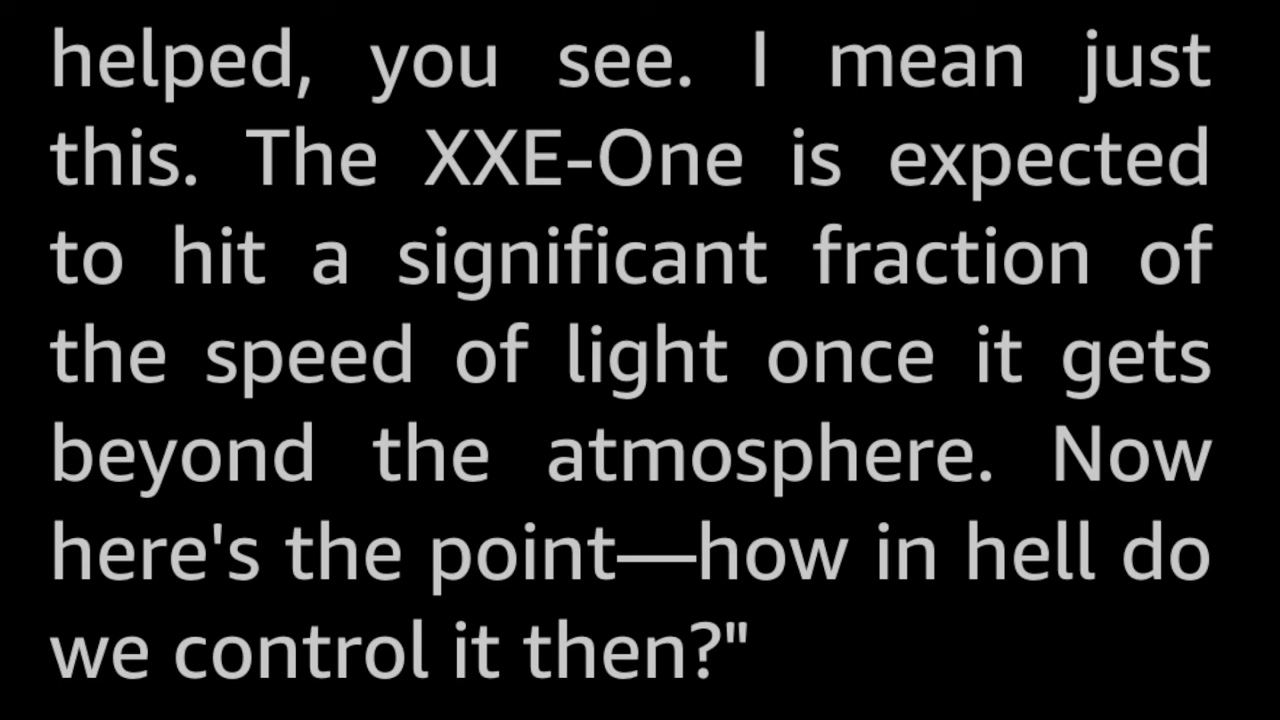 helped, you see. I mean just
this. The XXE-One is expected
to hit a significant fraction of
the speed of light once it gets
beyond the atmosphere. Now
here's the point—how in hell do
we control it then?"